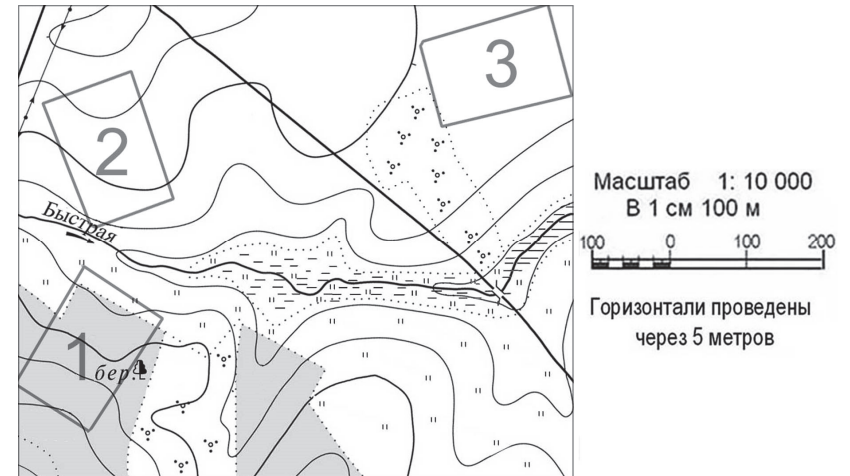 3
2
Быстрая
1
бер.
Масштаб 1: 10 000
В 1 см 100 м
100 0 100 200
Горизонтали проведены
через 5 метров